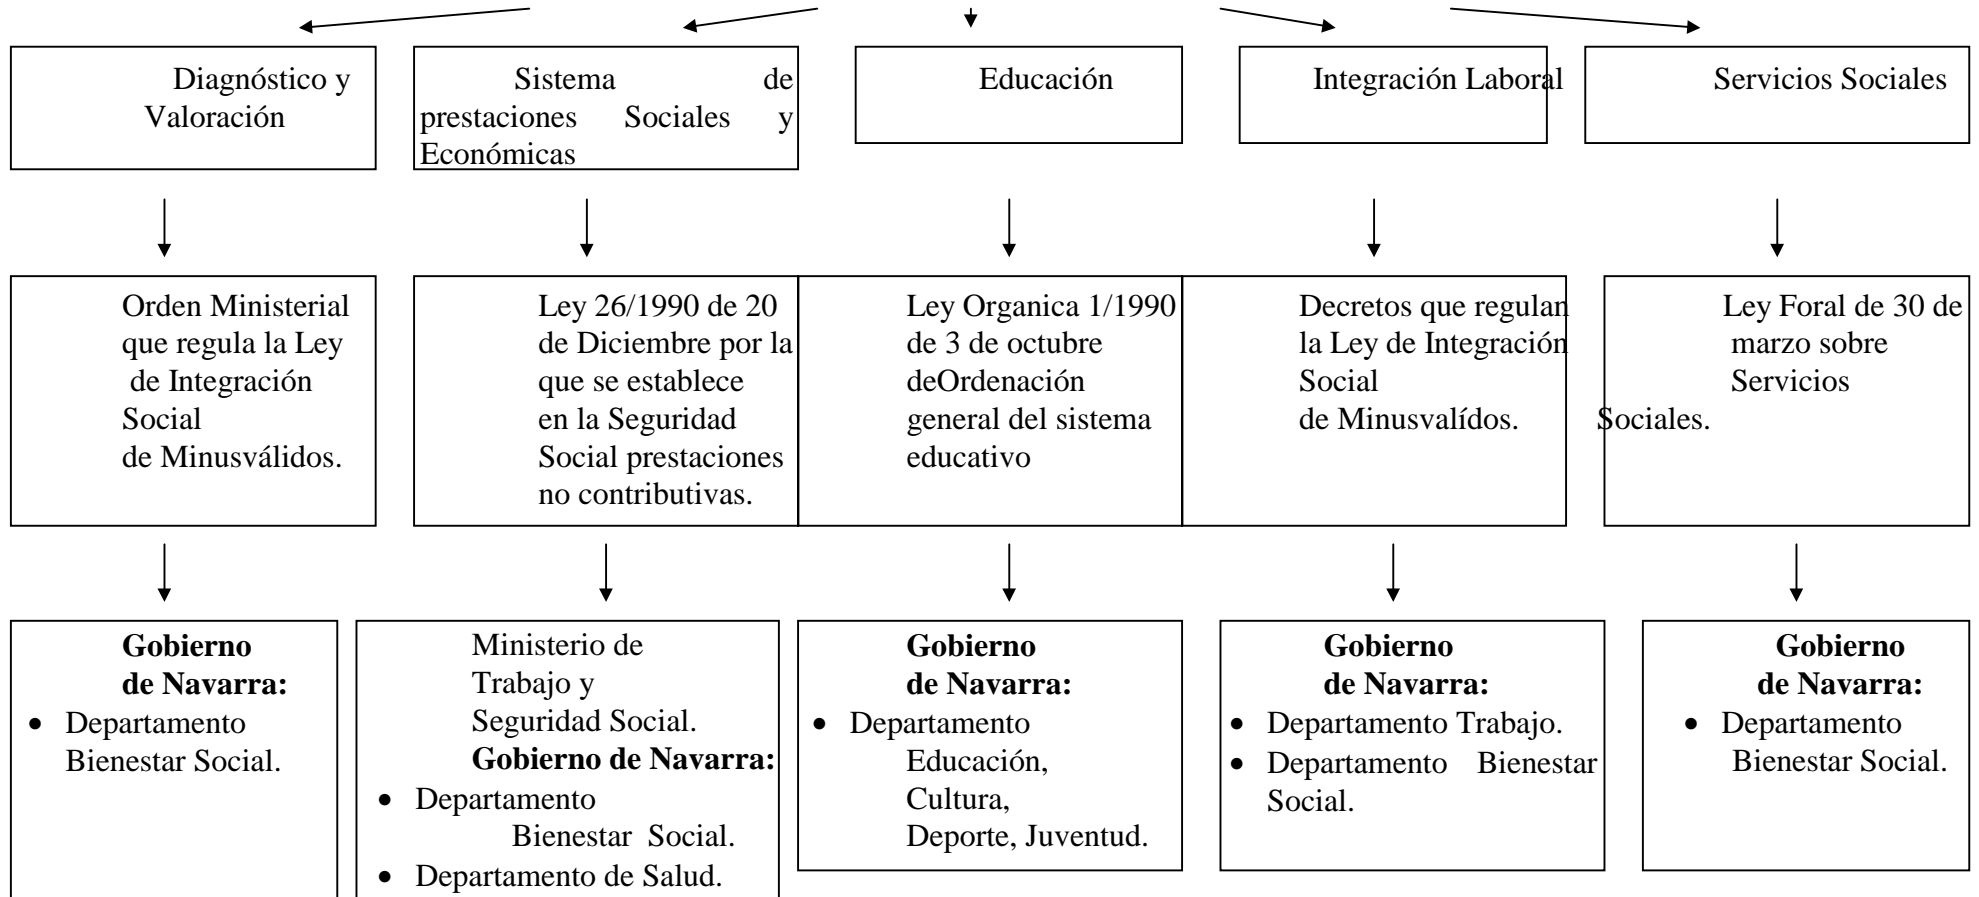 Diagnóstico y
Valoración
Sistema de
prestaciones Sociales y
Económicas
Educación
Integración Laboral
Servicios Sociales
Orden Ministerial
que regula la Ley
de Integración
Social
de Minusválidos.
Ley 26/1990 de 20
de Diciembre por la
que se establece
en la Seguridad
Social prestaciones
no contributivas.
Ley Organica 1/1990
de 3 de octubre
deOrdenación
general del sistema
educativo
Decretos que regulan
la Ley de Integración
Social
de Minusvalídos.
Ley Foral de 30 de
marzo sobre
Servicios
Sociales.
Gobierno
de Navarra:
• Departamento
Bienestar Social.
Ministerio de
Trabajo y
Seguridad Social.
Gobierno de Navarra:
• Departamento
Bienestar Social.
• Departamento de Salud.
Gobierno
de Navarra:
• Departamento
Educación,
Cultura,
Deporte, Juventud.
Gobierno
de Navarra:
• Departamento Trabajo.
• Departamento Bienestar
Social.
Gobierno
de Navarra:
• Departamento
Bienestar Social.